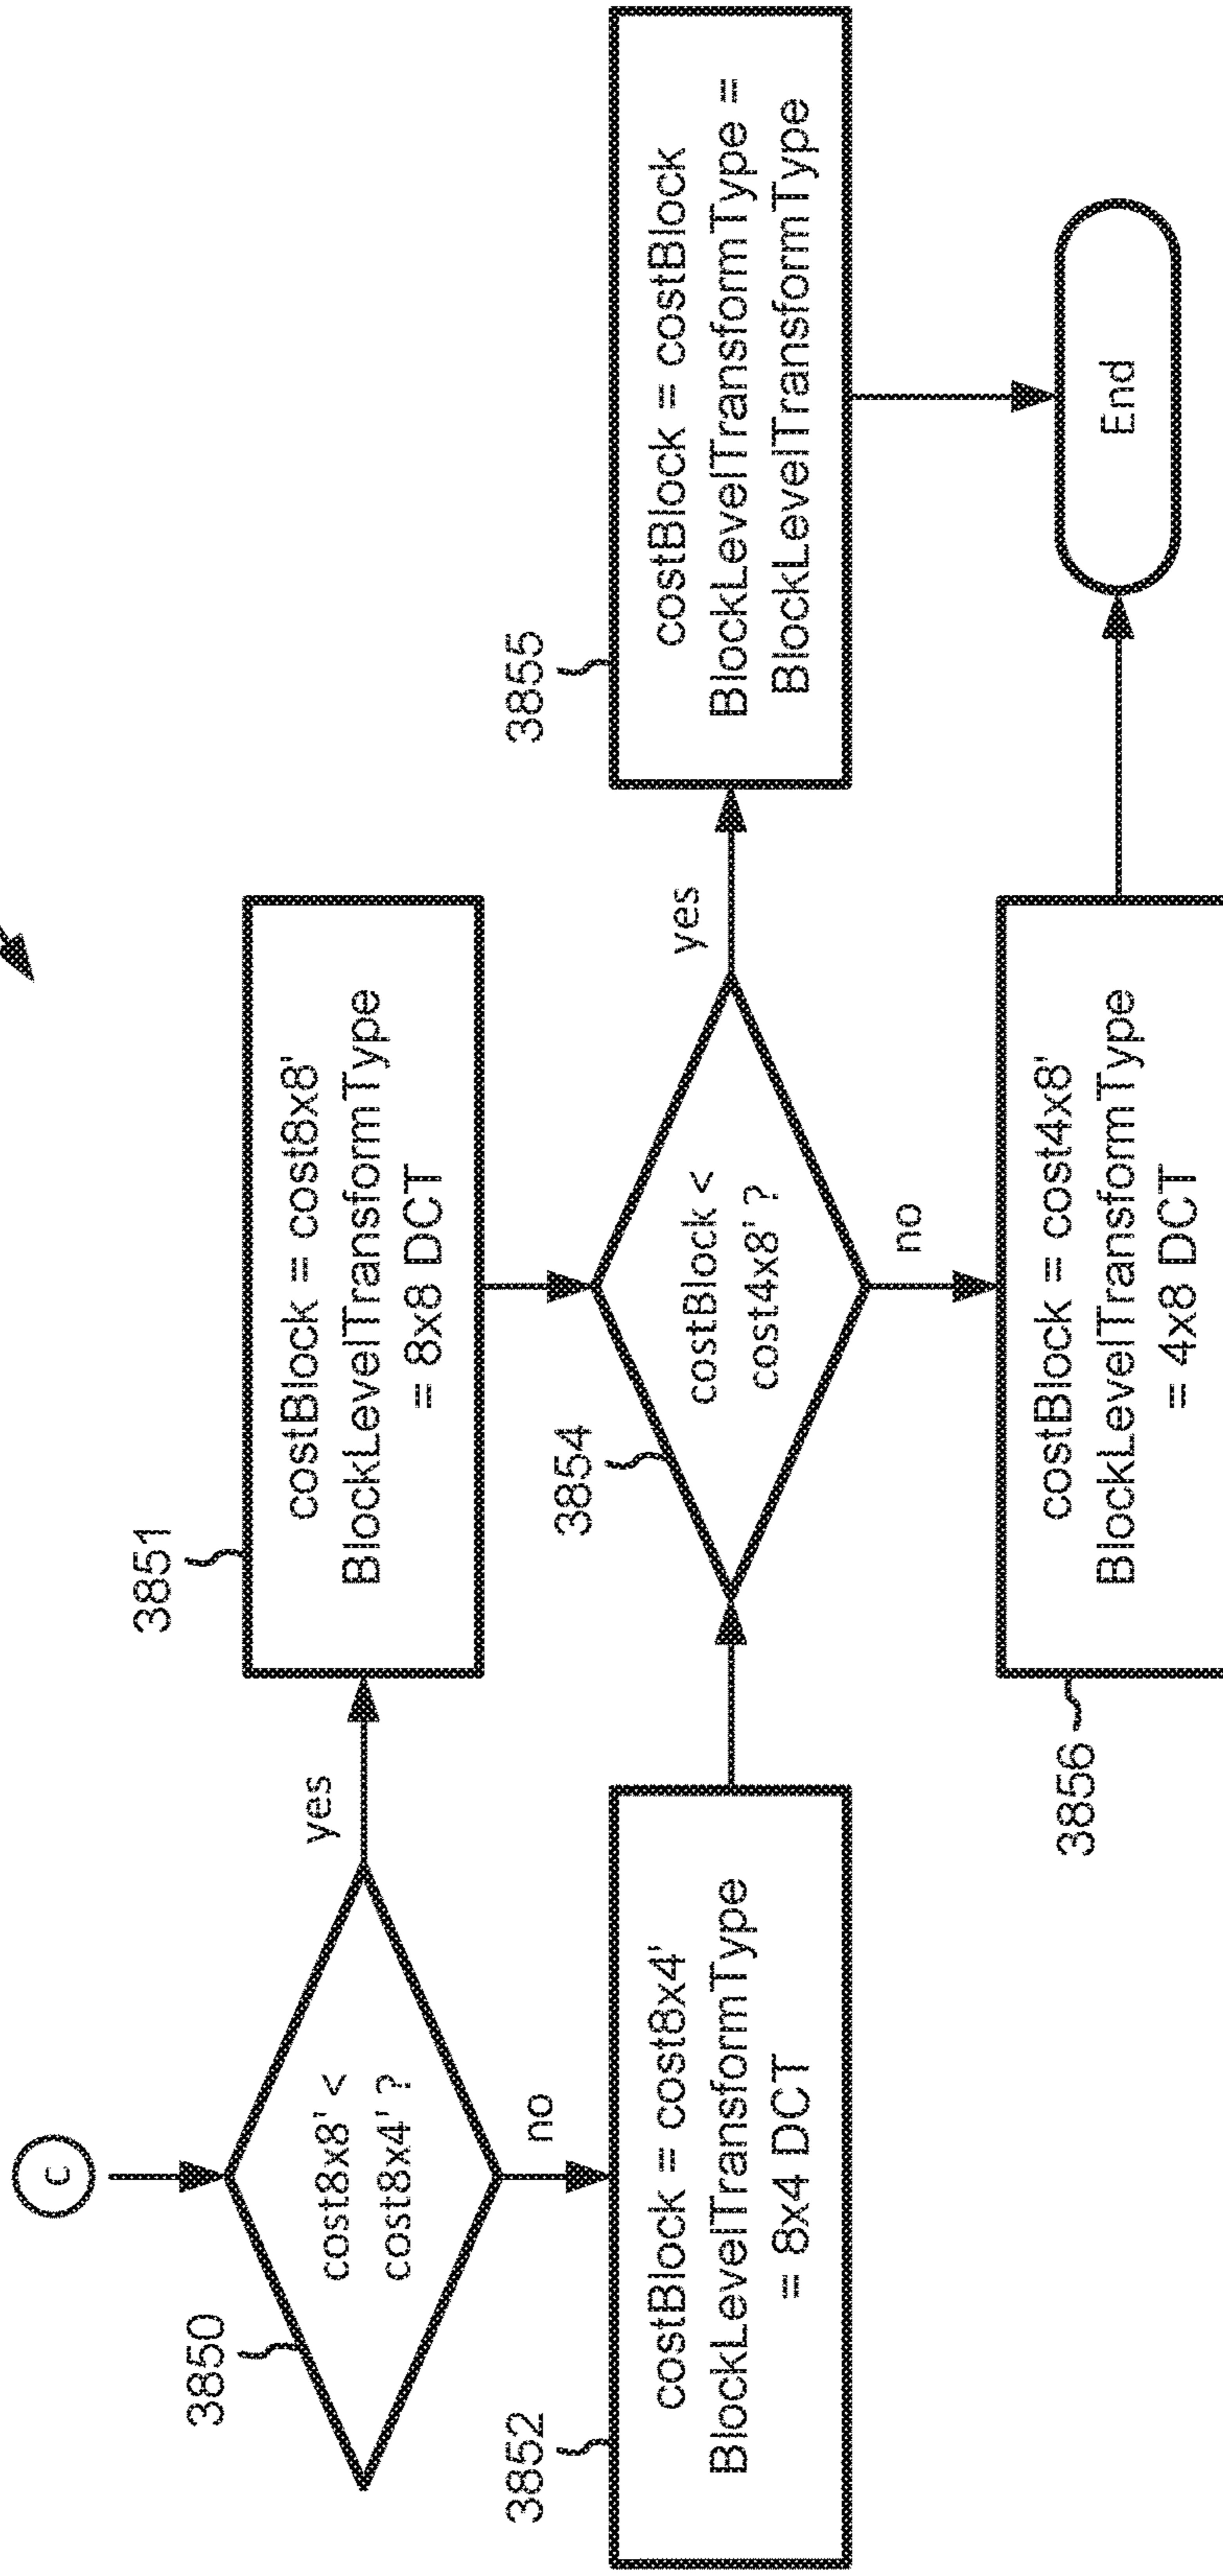 c
3850
cost8x8' <
cost8x4' ?
yes
no
3851
costBlock = cost8x8'
BlockLevelTransformType
= 8x8 DCT
3852
costBlock = cost8x4'
BlockLevelTransformType
= 8x4 DCT
3854
costBlock <
cost4x8' ?
yes
no
3855
costBlock = costBlock
BlockLevelTransformType =
BlockLevelTransformType
3856
costBlock = cost4x8'
BlockLevelTransformType
= 4x8 DCT
End